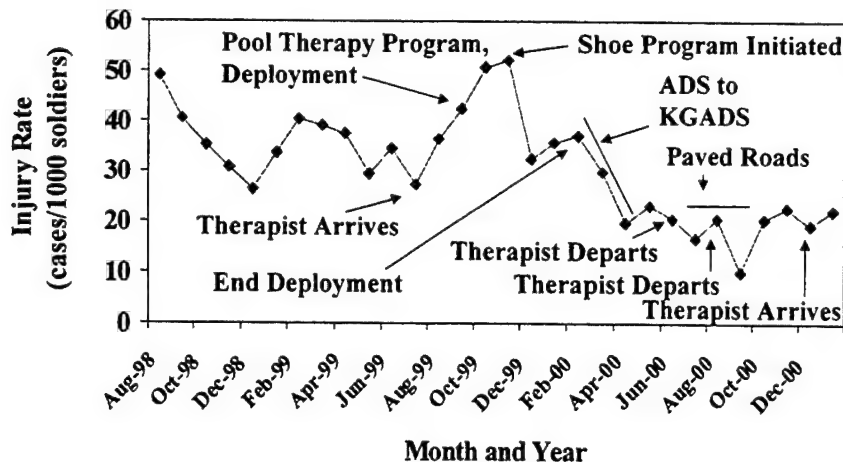 60
50
40
30
20
10
0
Injury Rate
(cases/1000 soldiers)
Pool Therapy Program,
Deployment
Shoe Program Initiated
ADS to
KGADS
Paved Roads
Therapist Arrives
Therapist Departs
End Deployment
Therapist Departs
Therapist Arrives
Aug-98
Oct-98
Dec-98
Feb-99
Apr-99
Jun-99
Aug-99
Oct-99
Dec-99
Feb-00
Apr-00
Jun-00
Aug-00
Oct-00
Dec-00
Month and Year